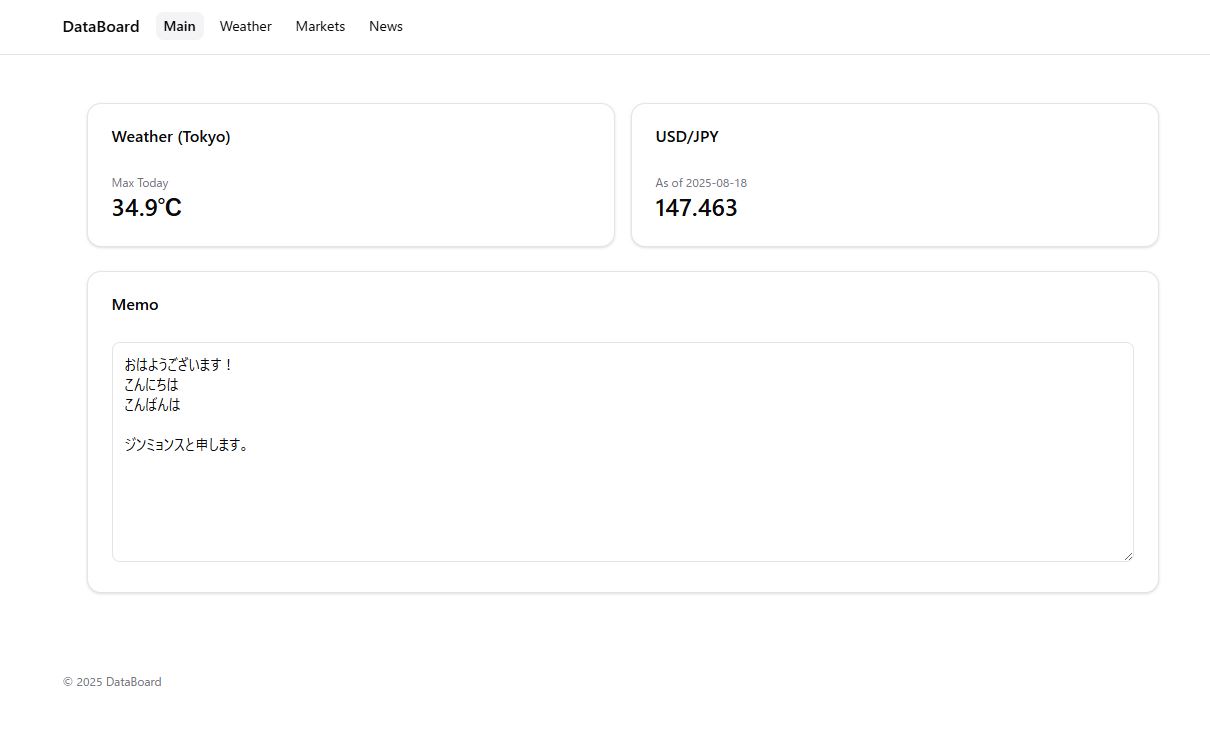 DataBoard Main Weather Markets News
Weather (Tokyo)
Max Today
34.9℃
USD/JPY
As of 2025-08-18
147.463
Memo
おはようございます！
こんにちは
こんばんは
ジンミョンスと申します。
© 2025 DataBoard